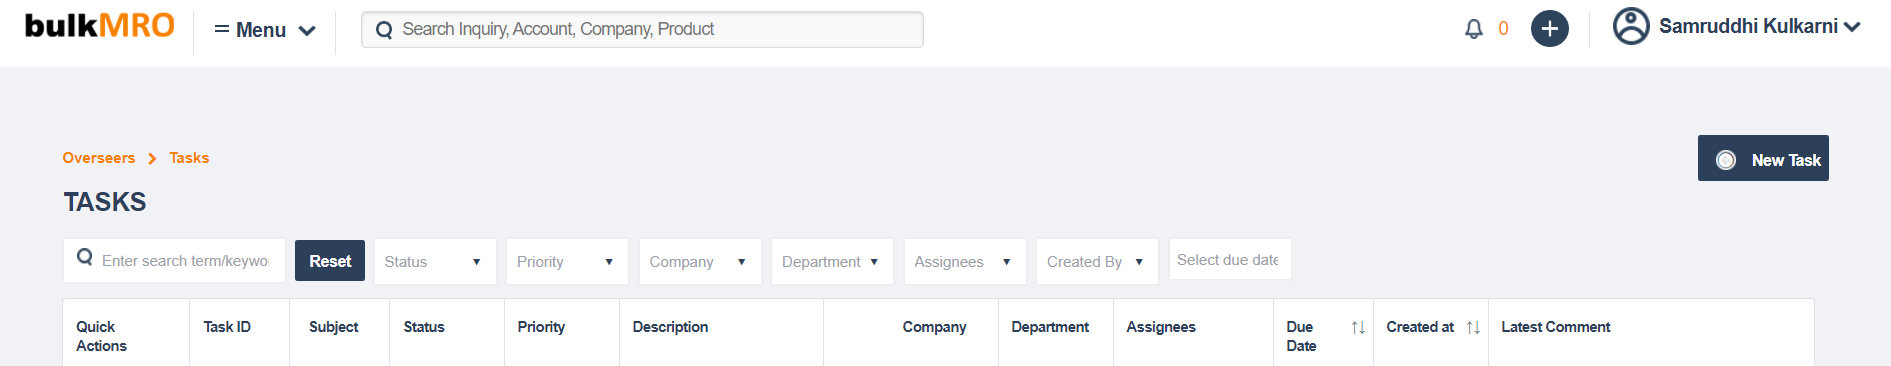 bulkMRO
Menu
Search Inquiry, Account, Company, Product
0
Samruddhi Kulkarni
Overseers > Tasks
New Task
TASKS
Enter search term/keywo
Reset
Status
Priority
Company
Department
Assignees
Created By
Select due date
Quick Actions
Task ID
Subject
Status
Priority
Description
Company
Department
Assignees
Due Date
Created at
Latest Comment